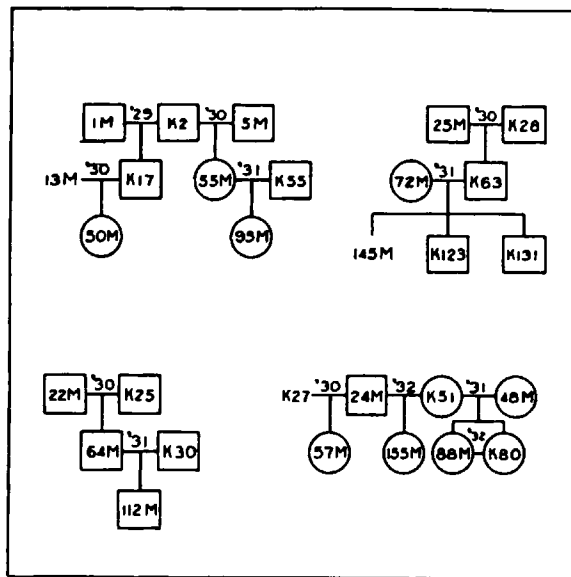 1M '29 K2 '30 5M
13M '30 K17 55M '31 K55
50M 95M
25M '30 K28
72M '31 K63
145M K123 K131
22M '30 K25
64M '31 K30
112M
K27 '30 24M '32 K51 '31 48M
57M 155M 88M '32 K80